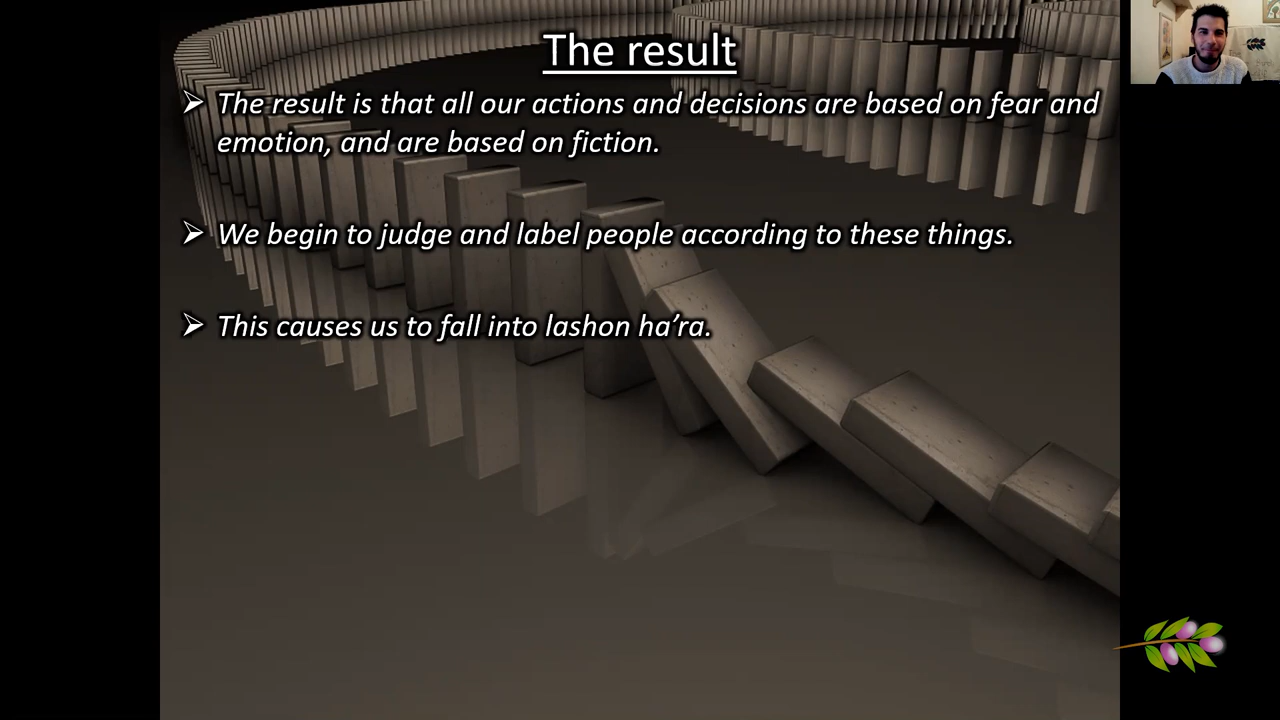 The result
➢ The result is that all our actions and decisions are based on fear and
emotion, and are based on fiction.
➢ We begin to judge and label people according to these things.
➢ This causes us to fall into lashon ha’ra.